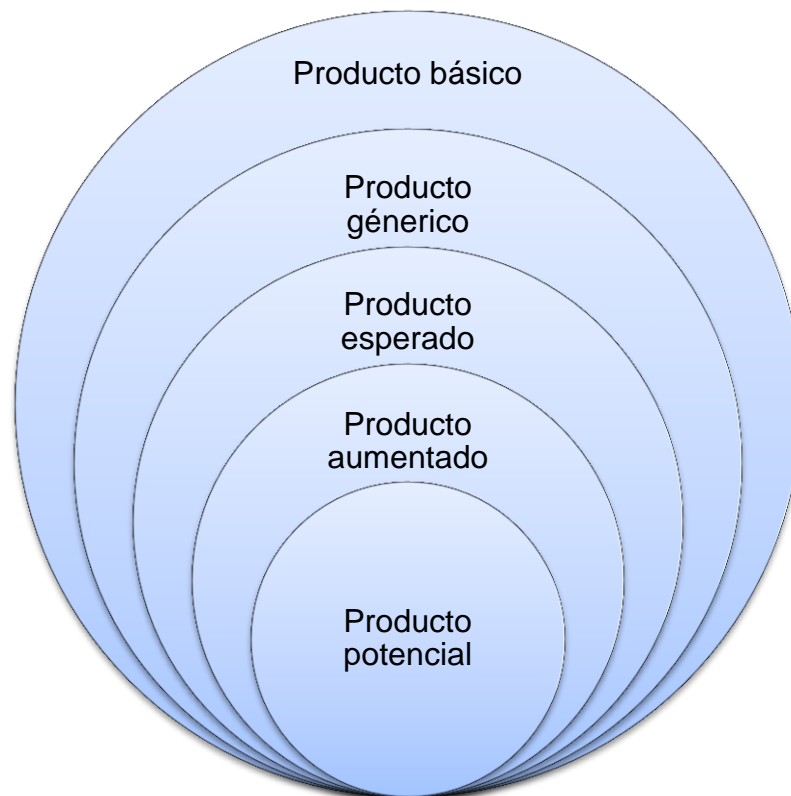 Producto básico
Producto
génerico
Producto
esperado
Producto
aumentado
Producto
potencial